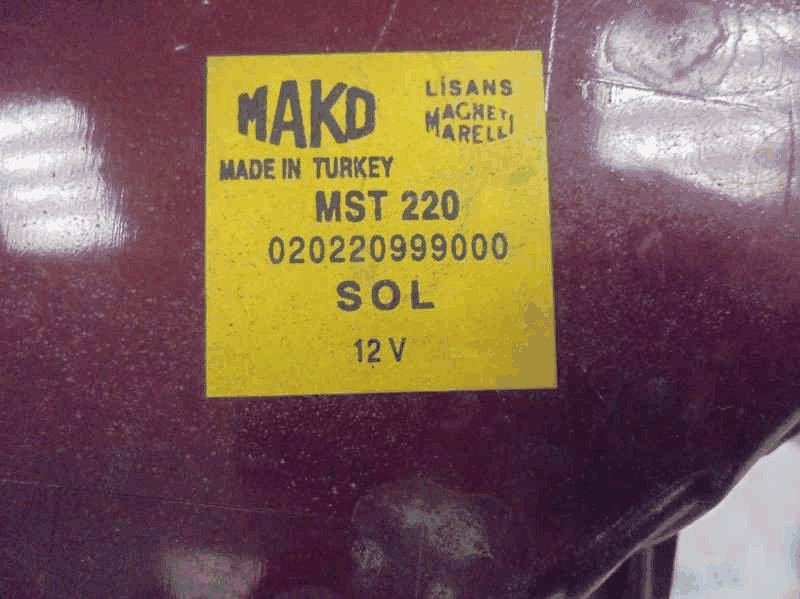 MAKO
LİSANS
MAGNETI
MARELLI
MADE IN TURKEY
MST 220
020220999000
SOL
12 V